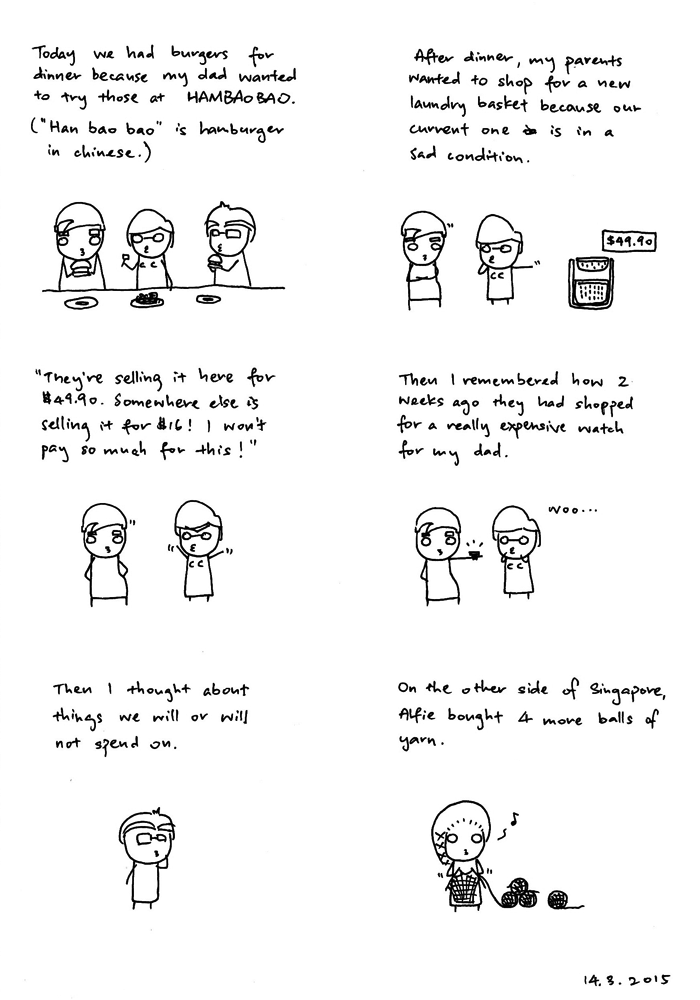 Today we had burgers for
dinner because my dad wanted
to try those at HAMBAOBAO.
("Han bao bao" is hamburger
in chinese.)
After dinner, my parents
wanted to shop for a new
laundry basket because our
current one is in a
sad condition.
$49.90
"They're selling it here for
$49.90. Somewhere else is
selling it for $16! I won't
pay so much for this!"
Then I remembered how 2
weeks ago they had shopped
for a really expensive watch
for my dad.
woo...
Then I thought about
things we will or will
not spend on.
On the other side of Singapore,
Alfie bought 4 more balls of
yarn.
14.3.2015